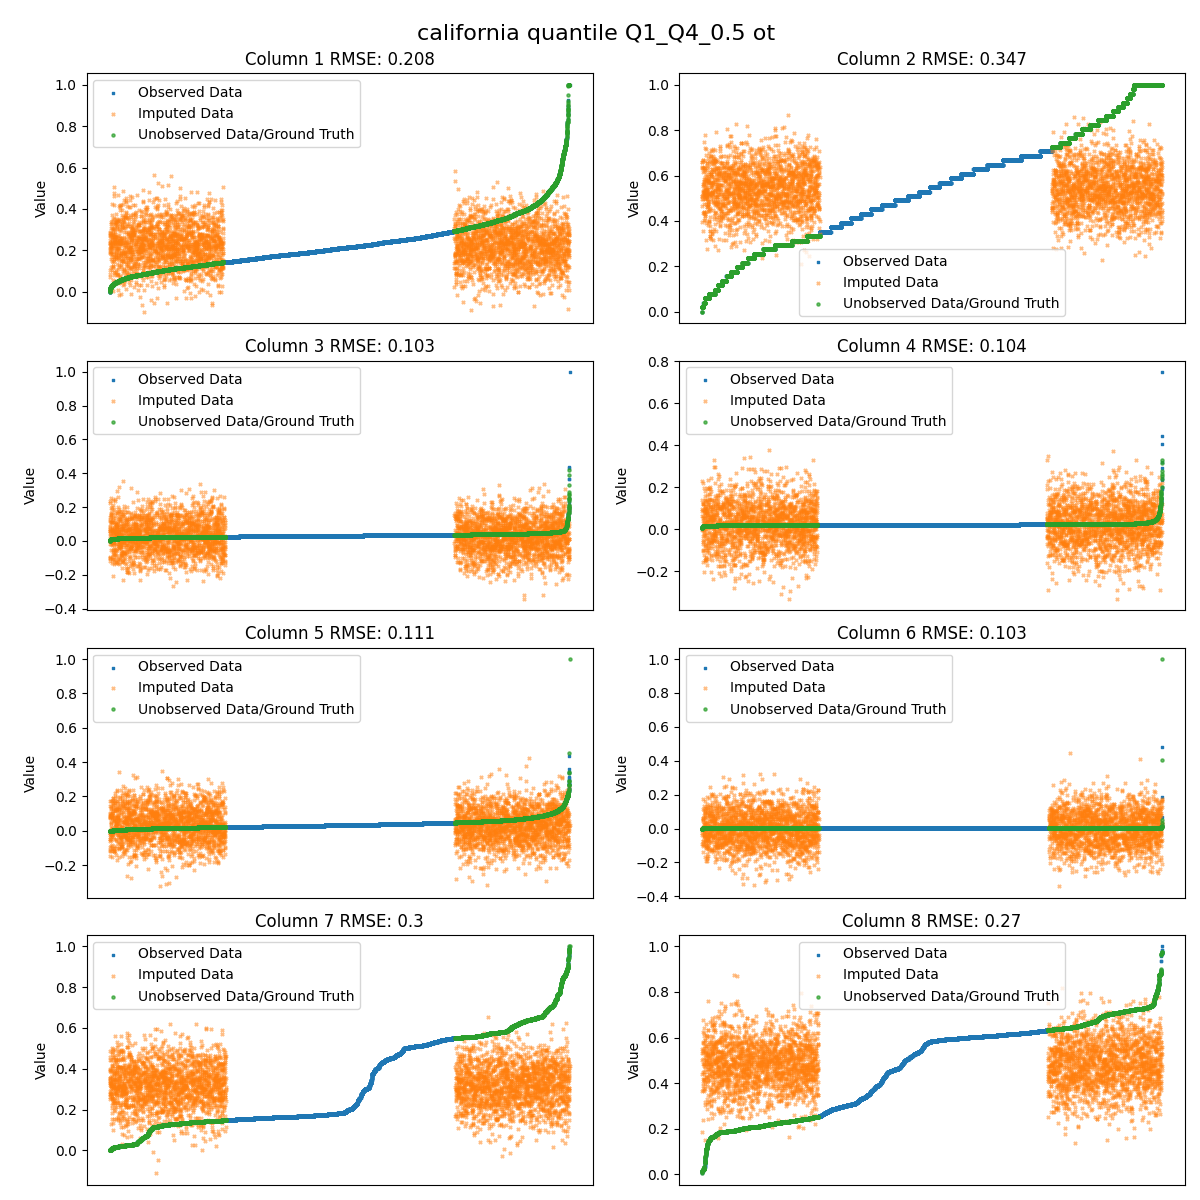 california quantile Q1_Q4_0.5 ot
Column 1 RMSE: 0.208
1.0
0.8
0.6
0.4
0.2
0.0
Value
Observed Data
Imputed Data
Unobserved Data/Ground Truth
Column 2 RMSE: 0.347
1.0
0.8
0.6
0.4
0.2
0.0
Value
Observed Data
Imputed Data
Unobserved Data/Ground Truth
Column 3 RMSE: 0.103
1.0
0.8
0.6
0.4
0.2
0.0
−0.2
−0.4
Value
Observed Data
Imputed Data
Unobserved Data/Ground Truth
Column 4 RMSE: 0.104
0.8
0.6
0.4
0.2
0.0
−0.2
Value
Observed Data
Imputed Data
Unobserved Data/Ground Truth
Column 5 RMSE: 0.111
1.0
0.8
0.6
0.4
0.2
0.0
−0.2
Value
Observed Data
Imputed Data
Unobserved Data/Ground Truth
Column 6 RMSE: 0.103
1.0
0.8
0.6
0.4
0.2
0.0
−0.2
−0.4
Value
Observed Data
Imputed Data
Unobserved Data/Ground Truth
Column 7 RMSE: 0.3
1.0
0.8
0.6
0.4
0.2
0.0
Value
Observed Data
Imputed Data
Unobserved Data/Ground Truth
Column 8 RMSE: 0.27
1.0
0.8
0.6
0.4
0.2
0.0
Value
Observed Data
Imputed Data
Unobserved Data/Ground Truth